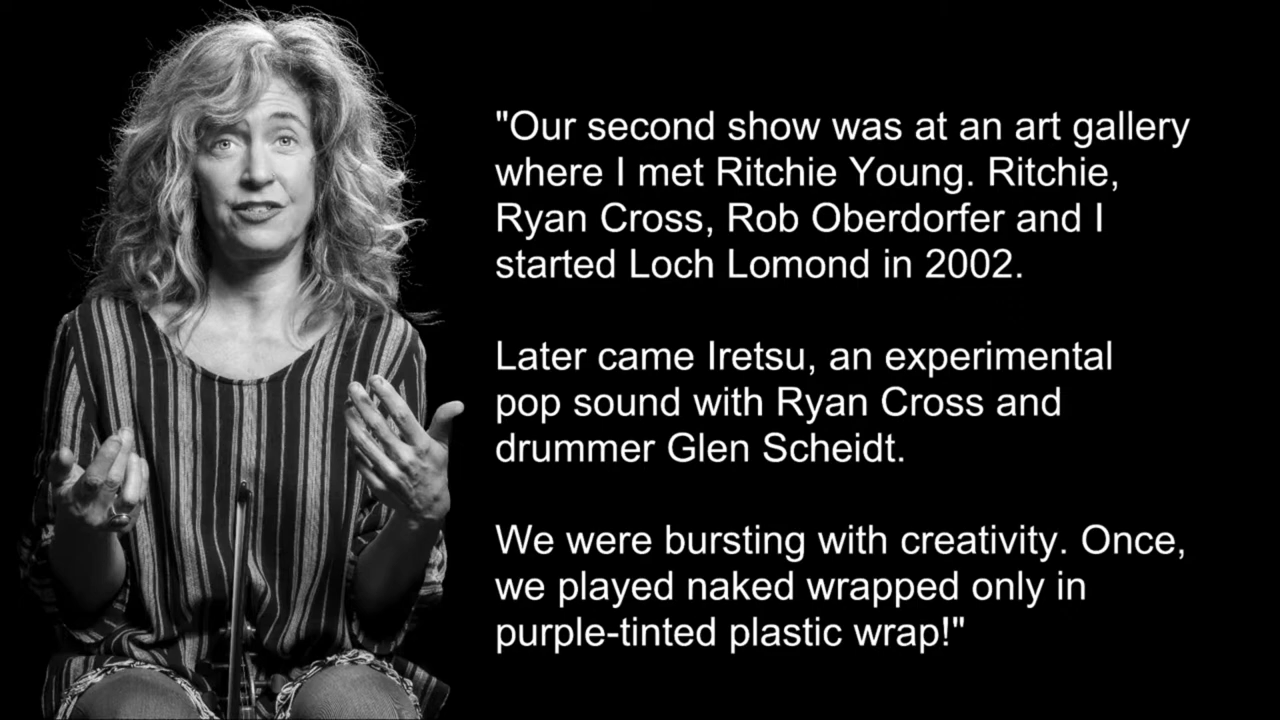 "Our second show was at an art gallery
where I met Ritchie Young. Ritchie,
Ryan Cross, Rob Oberdorfer and I
started Loch Lomond in 2002.
Later came Iretsu, an experimental
pop sound with Ryan Cross and
drummer Glen Scheidt.
We were bursting with creativity. Once,
we played naked wrapped only in
purple-tinted plastic wrap!"